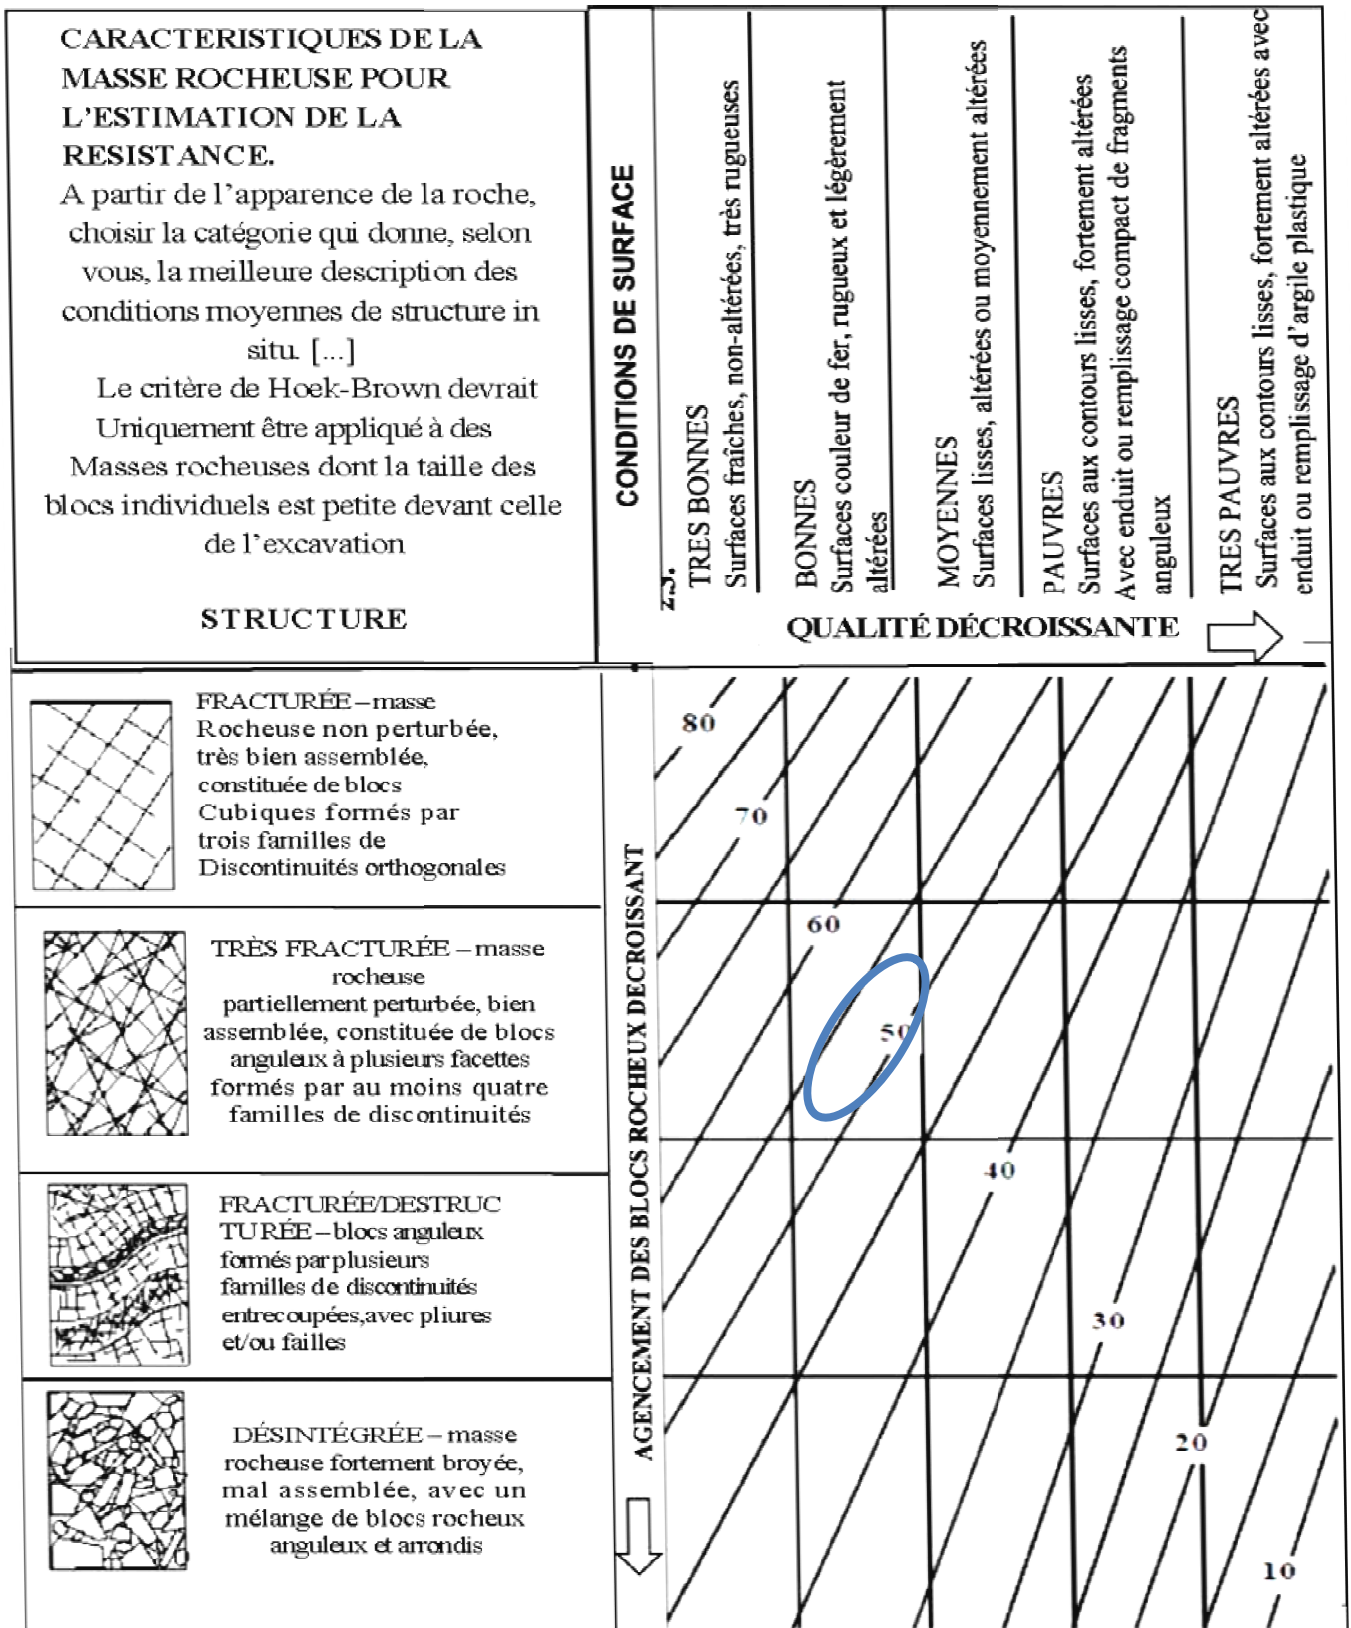 CARACTERISTIQUES DE LA
MASSE ROCHEUSE POUR
L'ESTIMATION DE LA
RESISTANCE.
A partir de l'apparence de la roche,
choisir la catégorie qui donne, selon
vous, la meilleure description des
conditions moyennes de structure in
situ. [...]
Le critère de Hoek-Brown devrait
Uniquement être appliqué à des
Masses rocheuses dont la taille des
blocs individuels est petite devant celle
de l'excavation
STRUCTURE
CONDITIONS DE SURFACE
TRES BONNES
Surfaces fraîches, non-altérées, très rugueuses
BONNES
Surfaces couleur de fer, rugueux et légèrement
altérées
MOYENNES
Surfaces lisses, altérées ou moyennement altérées
PAUVRES
Surfaces aux contours lisses, fortement altérées
Avec enduit ou remplissage compact de fragments
anguleux
TRES PAUVRES
Surfaces aux contours lisses, fortement altérées avec
enduit ou remplissage d'argile plastique
QUALITÉ DÉCROISSANTE
FRACTURÉE – masse
Rocheuse non perturbée,
très bien assemblée,
constituée de blocs
Cubiques formés par
trois familles de
Discontinuités orthogonales
TRÈS FRACTURÉE – masse
rocheuse
partiellement perturbée, bien
assemblée, constituée de blocs
anguleux à plusieurs facettes
formés par au moins quatre
familles de discontinuités
FRACTURÉE/DESTRUC
TURÉE – blocs anguleux
formés par plusieurs
familles de discontinuités
entrecoupées, avec pliures
et/ou failles
DÉSINTÉGRÉE – masse
rocheuse fortement broyée,
mal assemblée, avec un
mélange de blocs rocheux
anguleux et arrondis
AGENCEMENT DES BLOCS ROCHEUX DECROISSANT
80
70
60
50
40
30
20
10